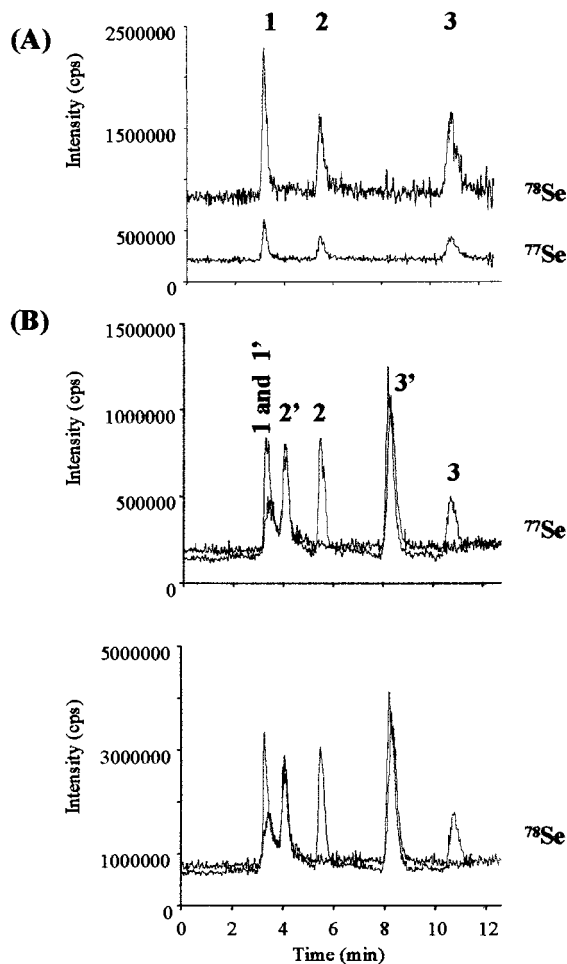 (A)
1 2 3
Intensity (cps)
2500000
1500000
500000
0
⁷⁸Se
⁷⁷Se
(B)
Intensity (cps)
1500000
1000000
500000
0
1 and 1'
2'
2
3'
3
⁷⁷Se
Intensity (cps)
5000000
3000000
1000000
⁷⁸Se
0 2 4 6 8 10 12
Time (min)